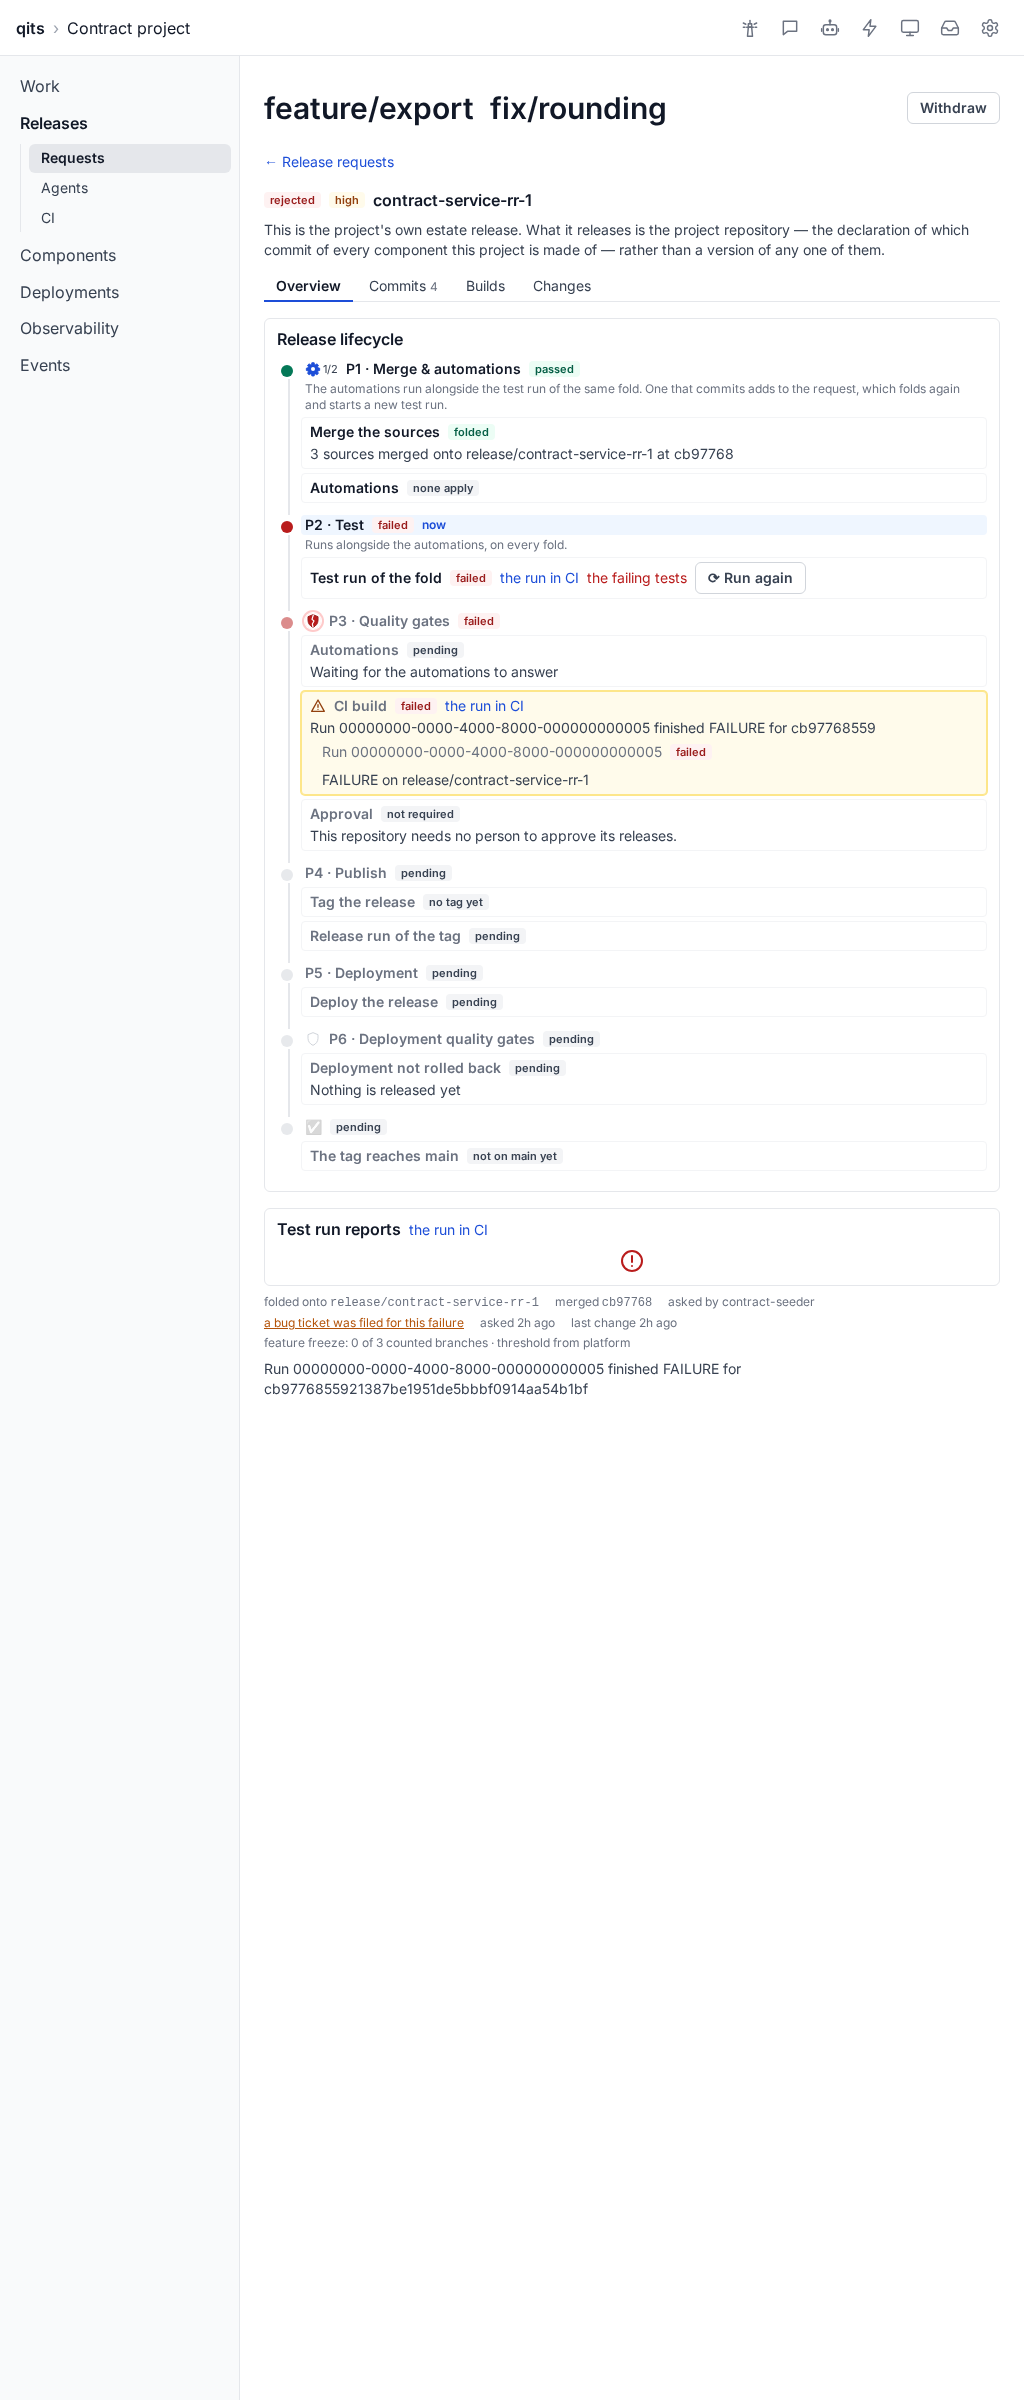 qits › Contract project
Work
Releases
Requests
Agents
CI
Components
Deployments
Observability
Events
feature/export fix/rounding
Withdraw
← Release requests
rejected high contract-service-rr-1
This is the project's own estate release. What it releases is the project repository — the declaration of which
commit of every component this project is made of — rather than a version of any one of them.
Overview Commits 4 Builds Changes
Release lifecycle
1/2 P1 · Merge & automations passed
The automations run alongside the test run of the same fold. One that commits adds to the request, which folds again
and starts a new test run.
Merge the sources folded
3 sources merged onto release/contract-service-rr-1 at cb97768
Automations none apply
P2 · Test failed now
Runs alongside the automations, on every fold.
Test run of the fold failed the run in CI the failing tests ⟳ Run again
P3 · Quality gates failed
Automations pending
Waiting for the automations to answer
CI build failed the run in CI
Run 00000000-0000-4000-8000-000000000005 finished FAILURE for cb97768559
Run 00000000-0000-4000-8000-000000000005 failed
FAILURE on release/contract-service-rr-1
Approval not required
This repository needs no person to approve its releases.
P4 · Publish pending
Tag the release no tag yet
Release run of the tag pending
P5 · Deployment pending
Deploy the release pending
P6 · Deployment quality gates pending
Deployment not rolled back pending
Nothing is released yet
pending
The tag reaches main not on main yet
Test run reports the run in CI
folded onto release/contract-service-rr-1 merged cb97768 asked by contract-seeder
a bug ticket was filed for this failure asked 2h ago last change 2h ago
feature freeze: 0 of 3 counted branches · threshold from platform
Run 00000000-0000-4000-8000-000000000005 finished FAILURE for
cb9776855921387be1951de5bbbf0914aa54b1bf